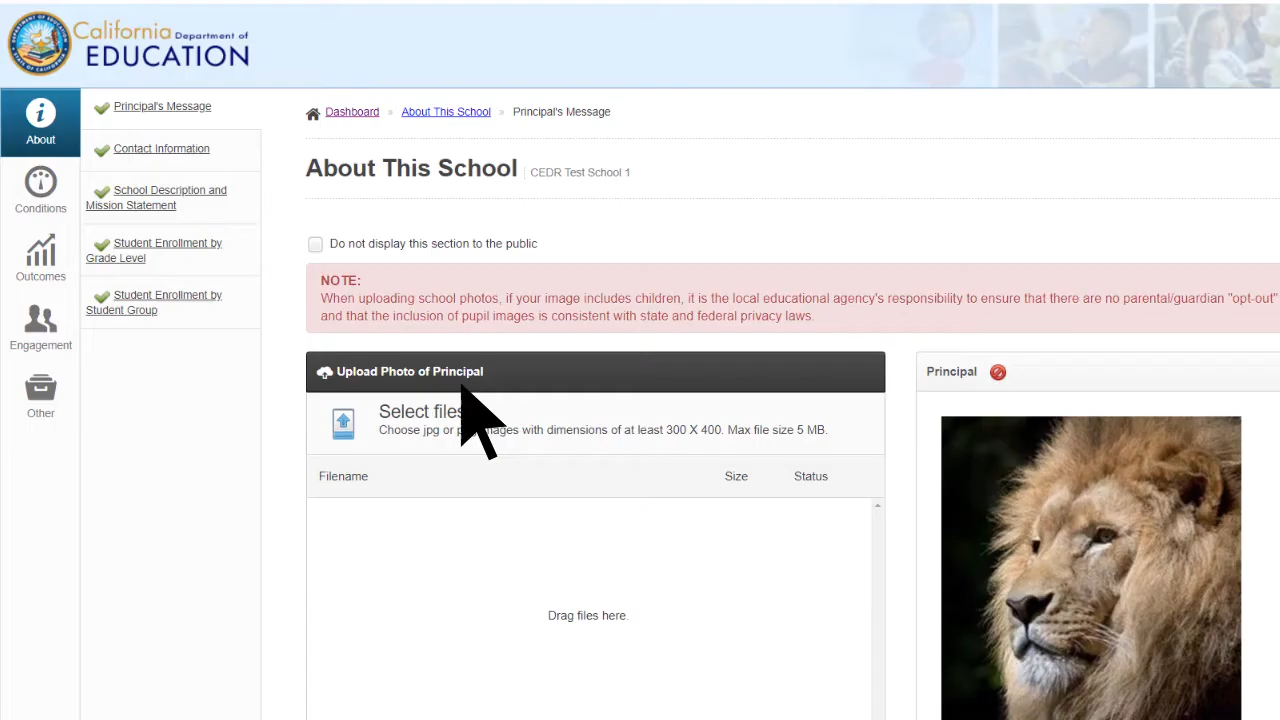 California Department of
EDUCATION
About
Conditions
Outcomes
Engagement
Other
Principal's Message
Contact Information
School Description and
Mission Statement
Student Enrollment by
Grade Level
Student Enrollment by
Student Group
Dashboard » About This School » Principal's Message
About This School CEDR Test School 1
Do not display this section to the public
NOTE:
When uploading school photos, if your image includes children, it is the local educational agency's responsibility to ensure that there are no parental/guardian "opt-out"
and that the inclusion of pupil images is consistent with state and federal privacy laws.
Upload Photo of Principal
Select files
Choose jpg or images with dimensions of at least 300 X 400. Max file size 5 MB.
Filename Size Status
Drag files here.
Principal